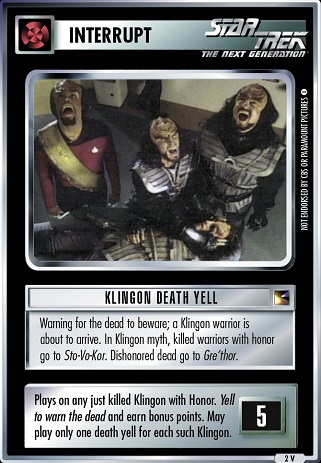 INTERRUPT
STAR TREK
THE NEXT GENERATION
NOT ENDORSED BY CBS OR PARAMOUNT PICTURES
KLINGON DEATH YELL
Warning for the dead to beware; a Klingon warrior is
about to arrive. In Klingon myth, killed warriors with honor
go to Sto-Vo-Kor. Dishonored dead go to Gre'thor.
Plays on any just killed Klingon with Honor. Yell
to warn the dead and earn bonus points. May
play only one death yell for each such Klingon.
5
2 V